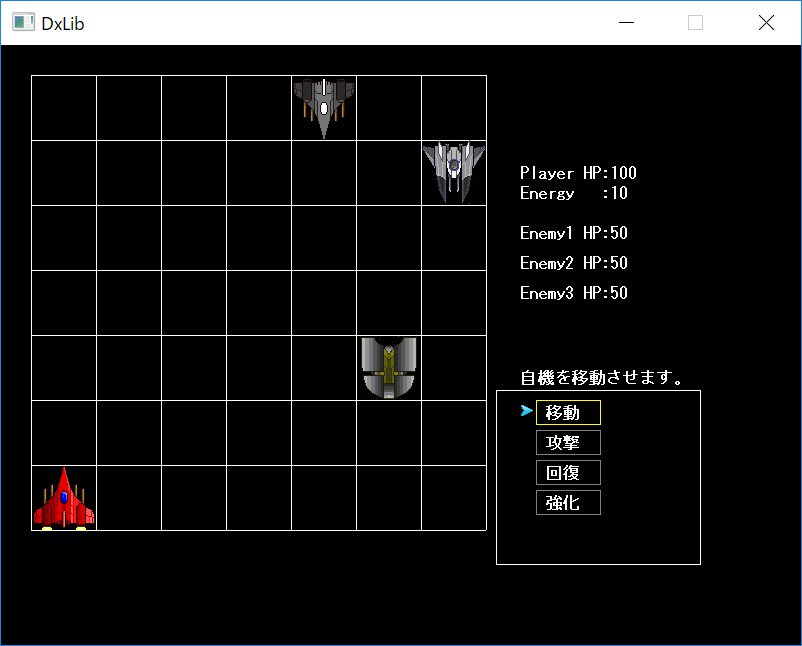 DxLib
Player HP:100
Energy   :10
Enemy1 HP:50
Enemy2 HP:50
Enemy3 HP:50
自機を移動させます。
移動
攻撃
回復
強化